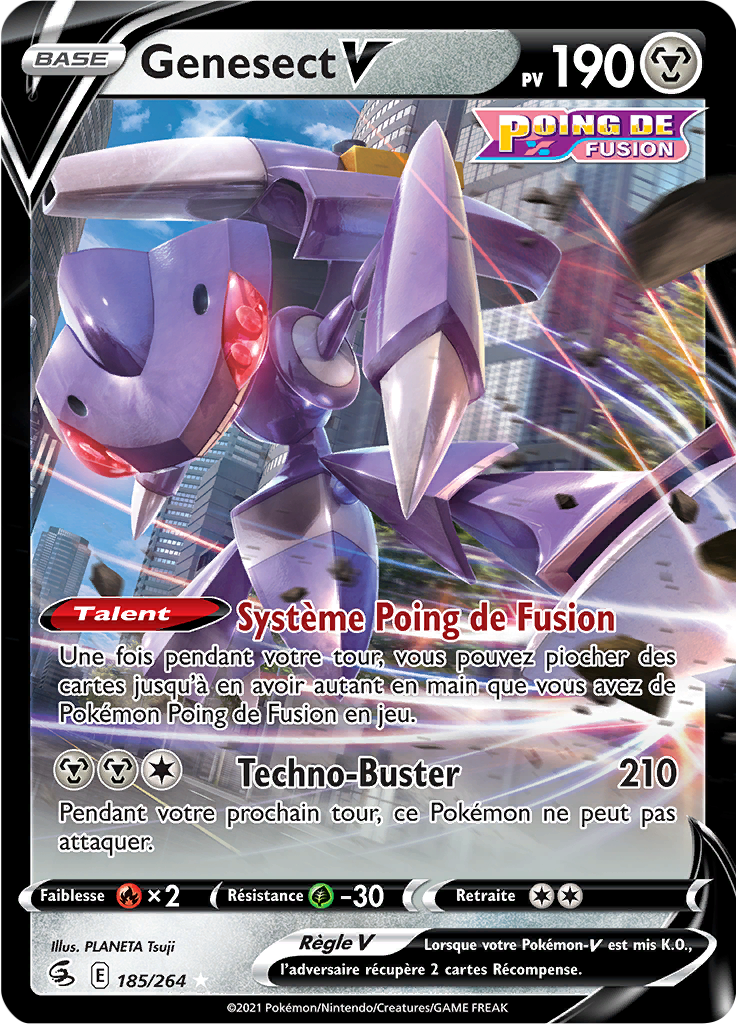 BASE Genesect V PV 190
POING DE
FUSION
Talent Système Poing de Fusion
Une fois pendant votre tour, vous pouvez piocher des
cartes jusqu'à en avoir autant en main que vous avez de
Pokémon Poing de Fusion en jeu.
Techno-Buster 210
Pendant votre prochain tour, ce Pokémon ne peut pas
attaquer.
Faiblesse ×2 Résistance -30 Retraite
Illus. PLANETA Tsuji
Règle V Lorsque votre Pokémon-V est mis K.O.,
l'adversaire récupère 2 cartes Récompense.
E 185/264
©2021 Pokémon/Nintendo/Creatures/GAME FREAK